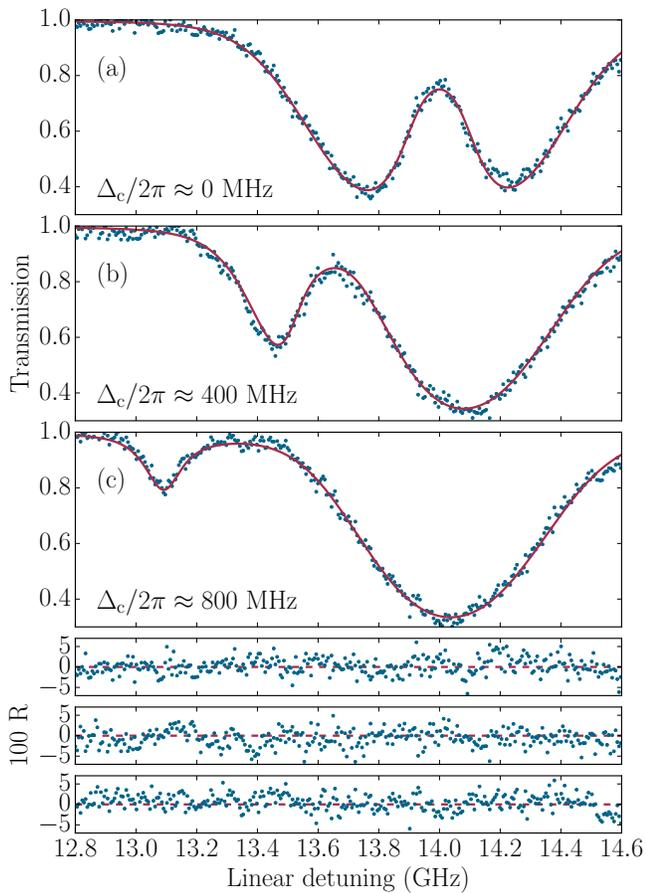 1.0
(a)
0.8
0.6
0.4
Δc/2π ≈ 0 MHz
1.0
(b)
0.8
Transmission
0.6
0.4
Δc/2π ≈ 400 MHz
1.0
(c)
0.8
0.6
0.4
Δc/2π ≈ 800 MHz
5
0
−5
5
0
−5
100 R
5
0
−5
12.8 13.0 13.2 13.4 13.6 13.8 14.0 14.2 14.4 14.6
Linear detuning (GHz)